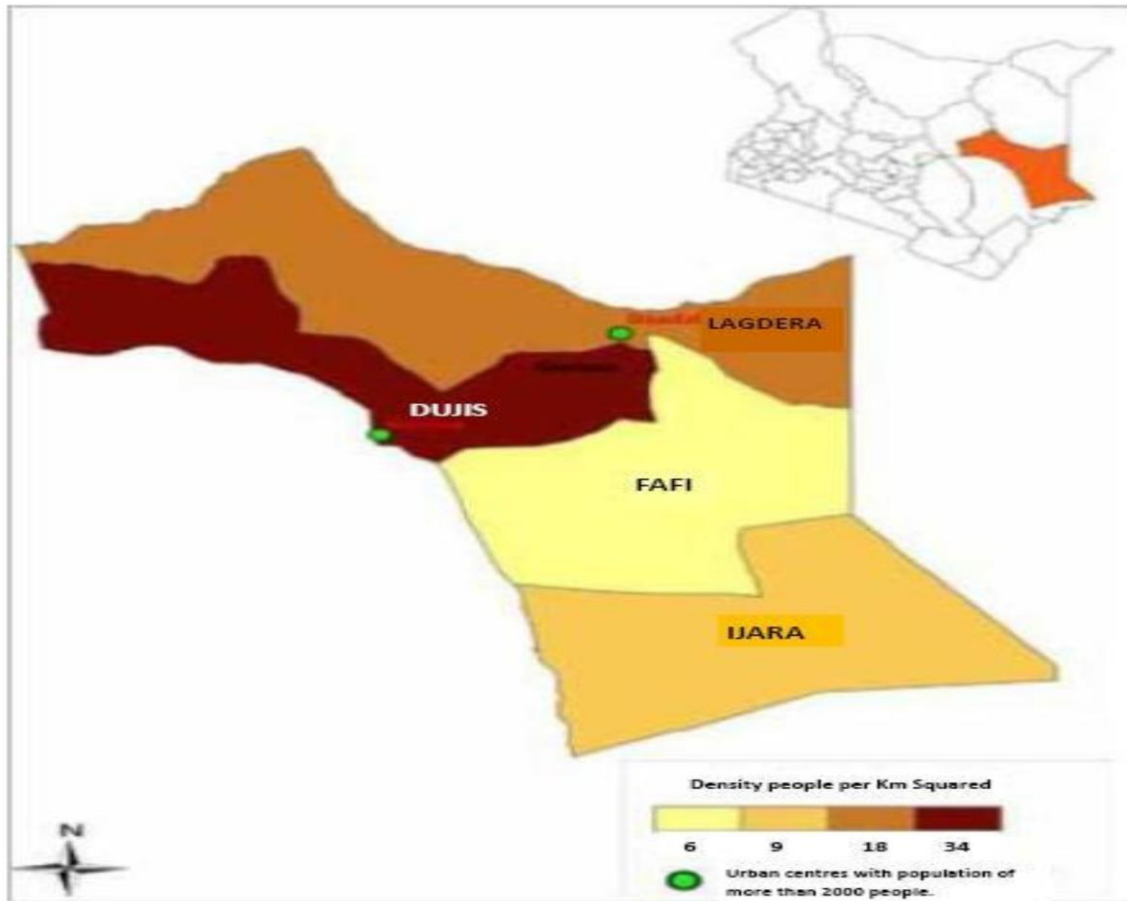 LAGDERA
DUJIS
FAFI
IJARA
Density people per Km Squared
6 9 18 34
N
Urban centres with population of
more than 2000 people.